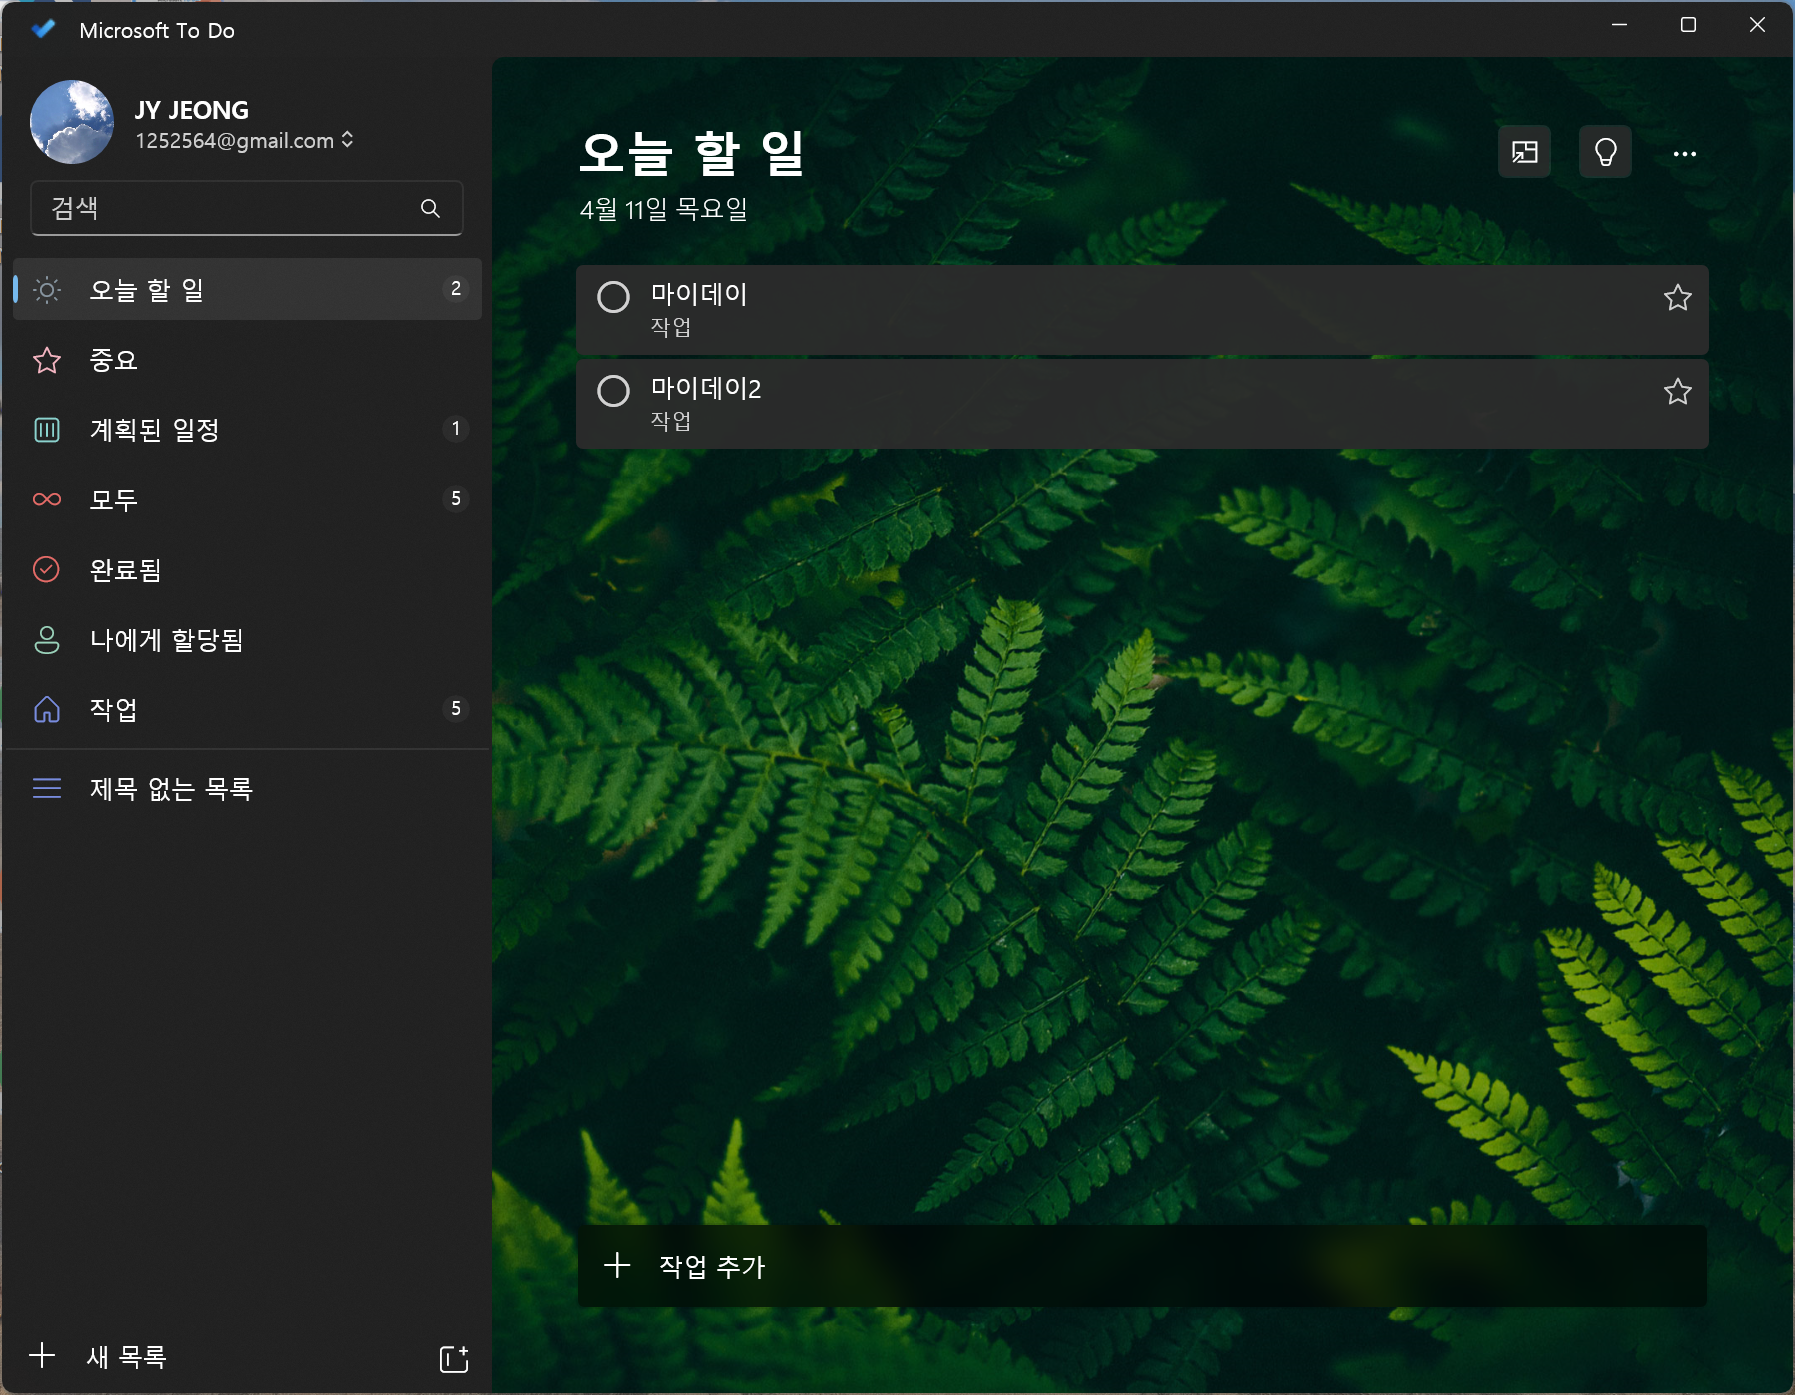 Microsoft To Do
JY JEONG
1252564@gmail.com
검색
오늘 할 일 2
중요
계획된 일정 1
모두 5
완료됨
나에게 할당됨
작업 5
제목 없는 목록
새 목록
오늘 할 일
4월 11일 목요일
마이데이
작업
마이데이2
작업
작업 추가